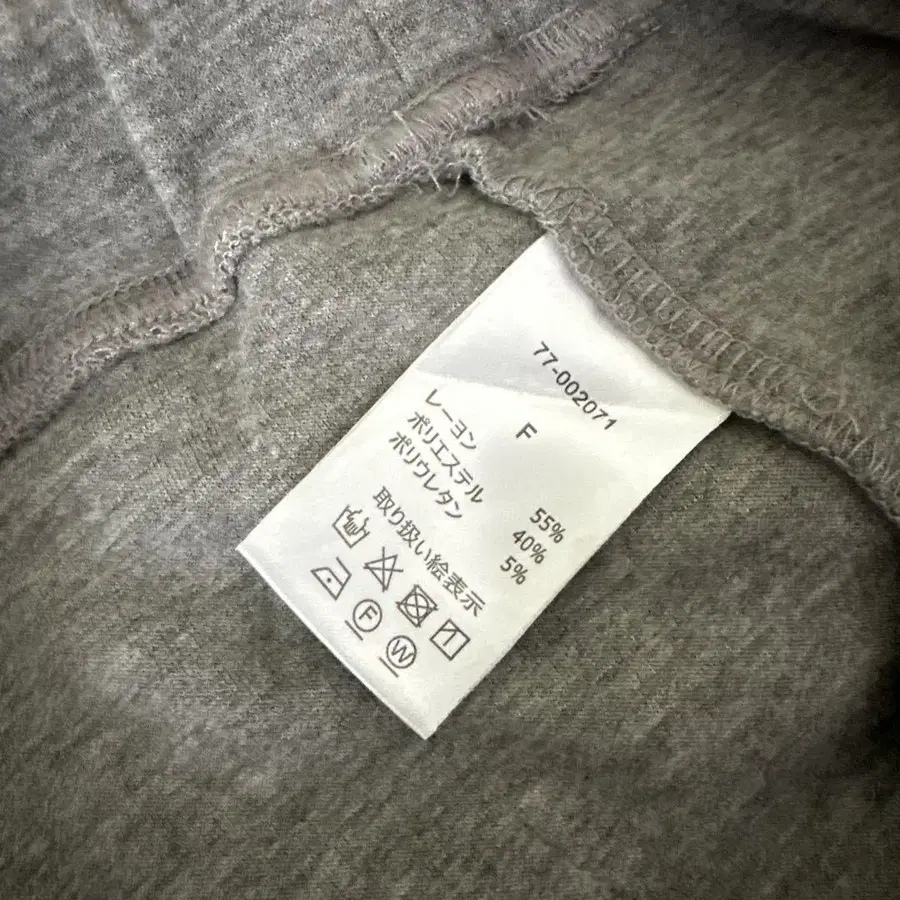 77-002071
F
レーヨン 55%
ポリエステル 40%
ポリウレタン 5%
取り扱い絵表示
F W